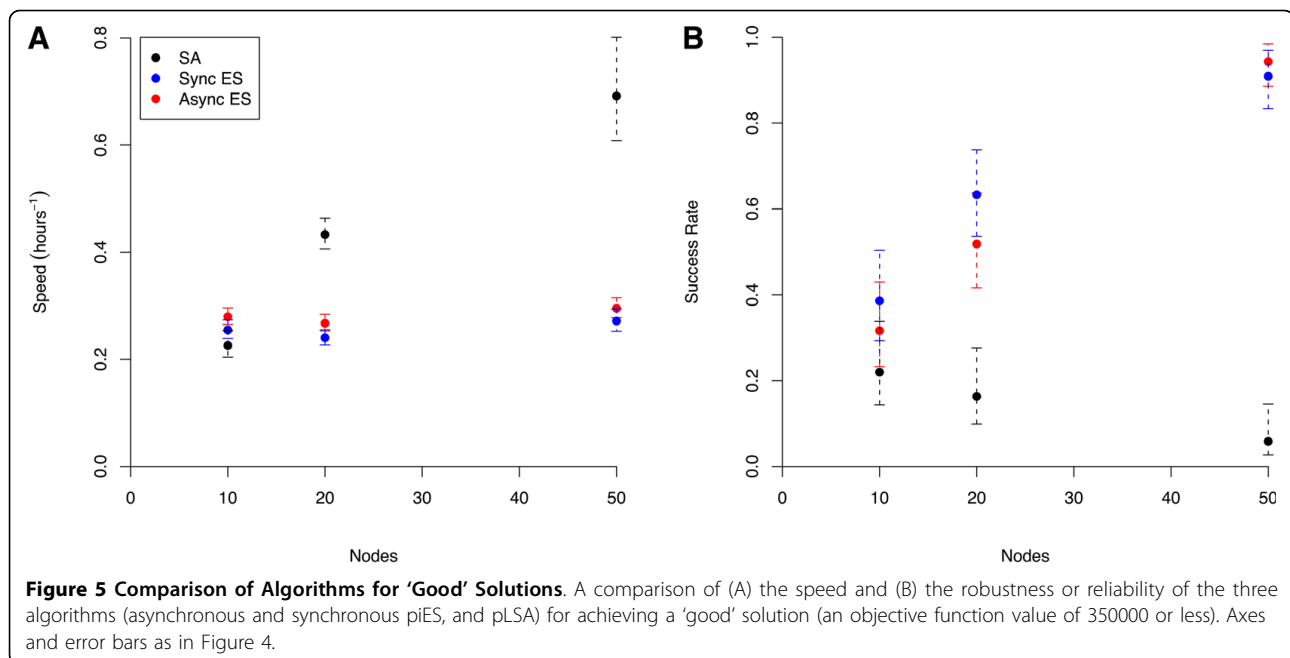 A
B
0.8
0.6
0.4
0.2
0.0
Speed (hours⁻¹)
SA
Sync ES
Async ES
0 10 20 30 40 50
Nodes
1.0
0.8
0.6
0.4
0.2
0.0
Success Rate
0 10 20 30 40 50
Nodes
Figure 5 Comparison of Algorithms for ‘Good’ Solutions. A comparison of (A) the speed and (B) the robustness or reliability of the three
algorithms (asynchronous and synchronous piES, and pLSA) for achieving a ‘good’ solution (an objective function value of 350000 or less). Axes
and error bars as in Figure 4.